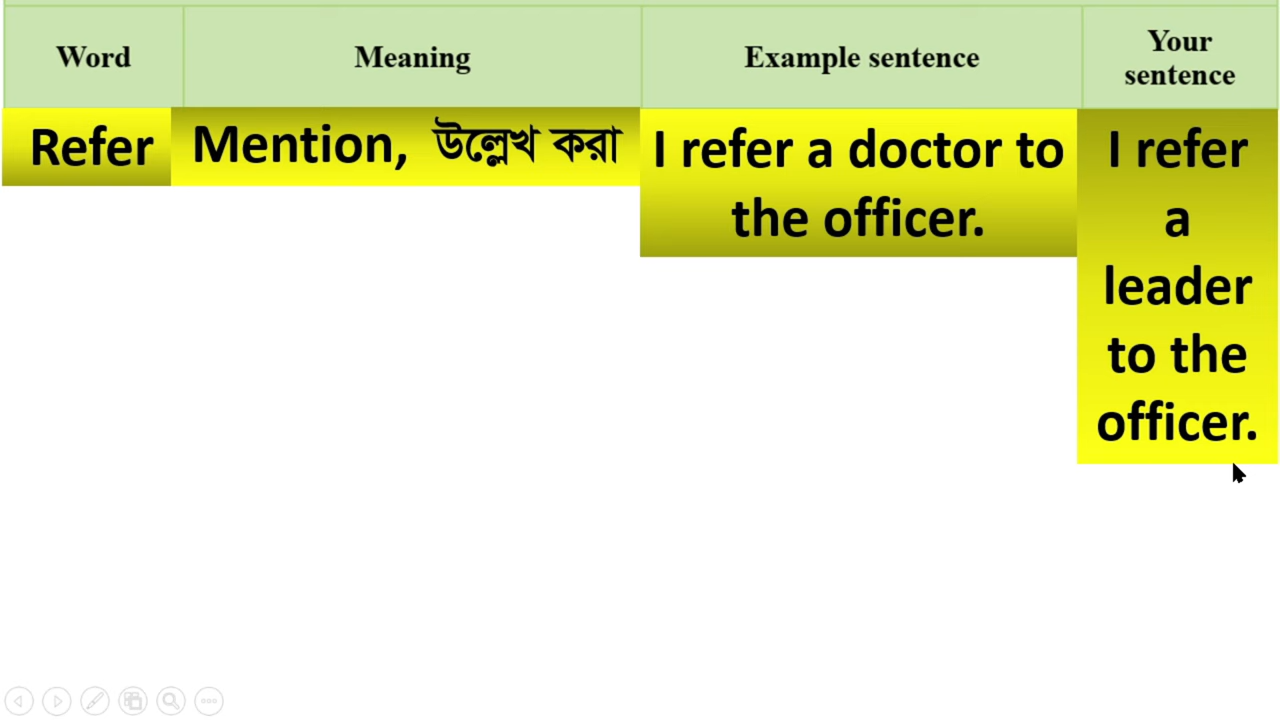 Word
Meaning
Example sentence
Your
sentence
Refer
Mention, উল্লেখ করা
I refer a doctor to
the officer.
I refer
a
leader
to the
officer.